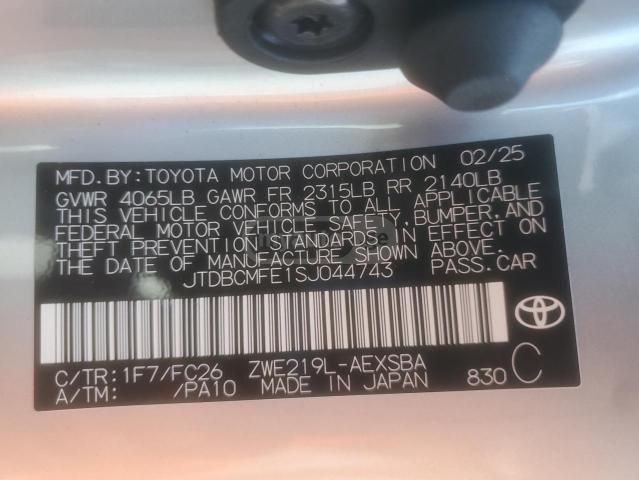 MFD.BY:TOYOTA MOTOR CORPORATION 02/25
GVWR 4065LB GAWR FR 2315LB RR 2140LB
THIS VEHICLE CONFORMS TO ALL APPLICABLE
FEDERAL MOTOR VEHICLE SAFETY, BUMPER, AND
THEFT PREVENTION STANDARDS IN EFFECT ON
THE DATE OF MANUFACTURE SHOWN ABOVE.
JTDBCMFE1SJ044743 PASS.CAR
C/TR:1F7/FC26 ZWE219L-AEXSBA C
A/TM: /PA10 MADE IN JAPAN 830